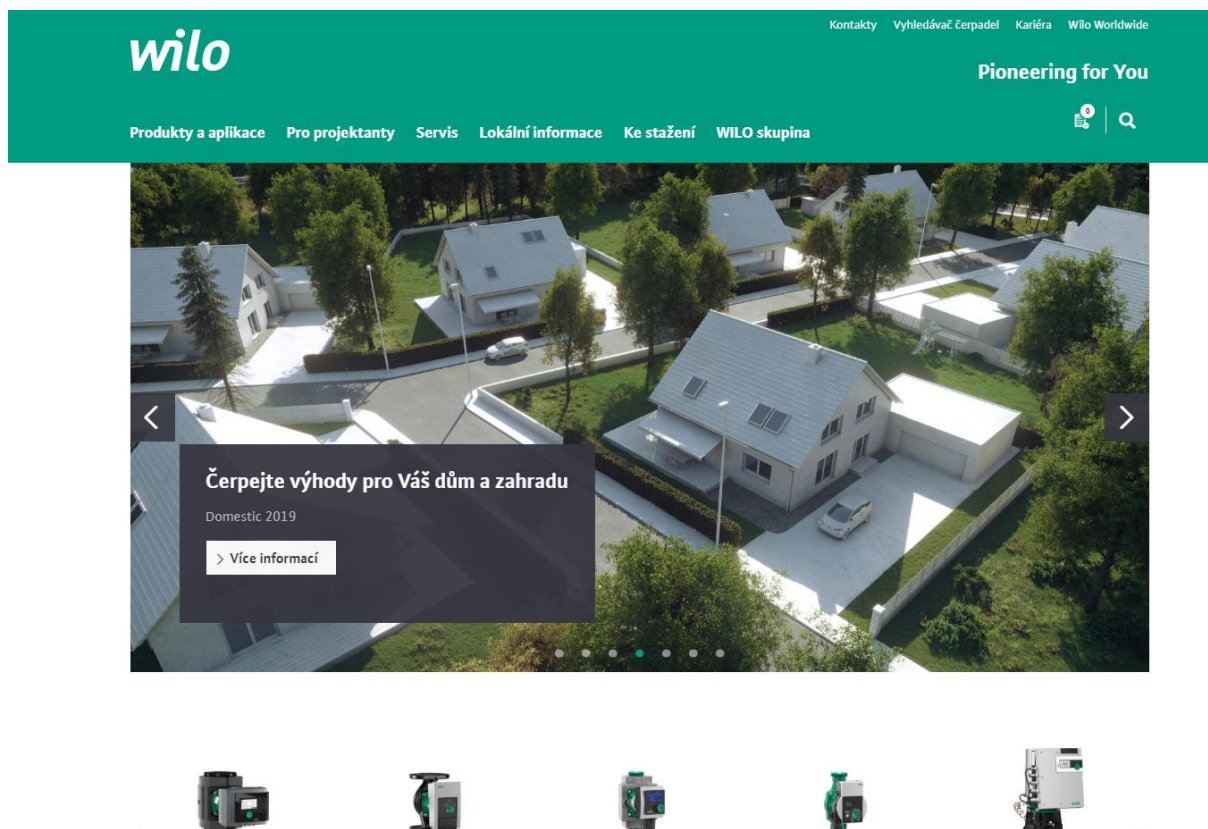 Kontakty Vyhledávač čerpadel Kariéra Wilo Worldwide
wilo
Pioneering for You
0
Produkty a aplikace Pro projektanty Servis Lokální informace Ke stažení WILO skupina
Čerpejte výhody pro Váš dům a zahradu
Domestic 2019
> Více informací